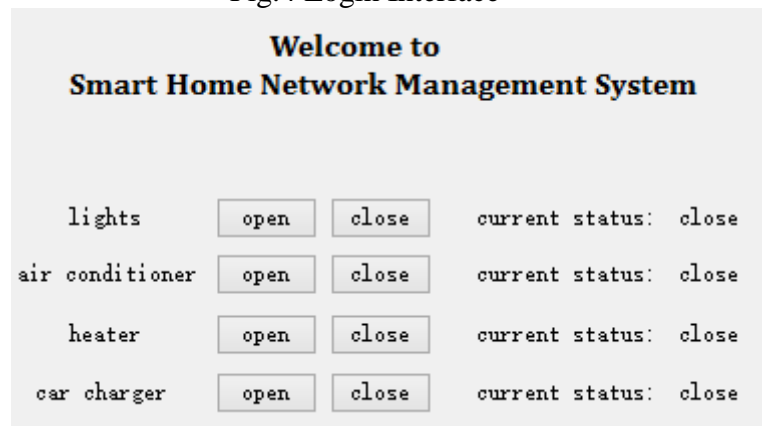 Welcome to
Smart Home Network Management System
lights open close current status: close
air conditioner open close current status: close
heater open close current status: close
car charger open close current status: close